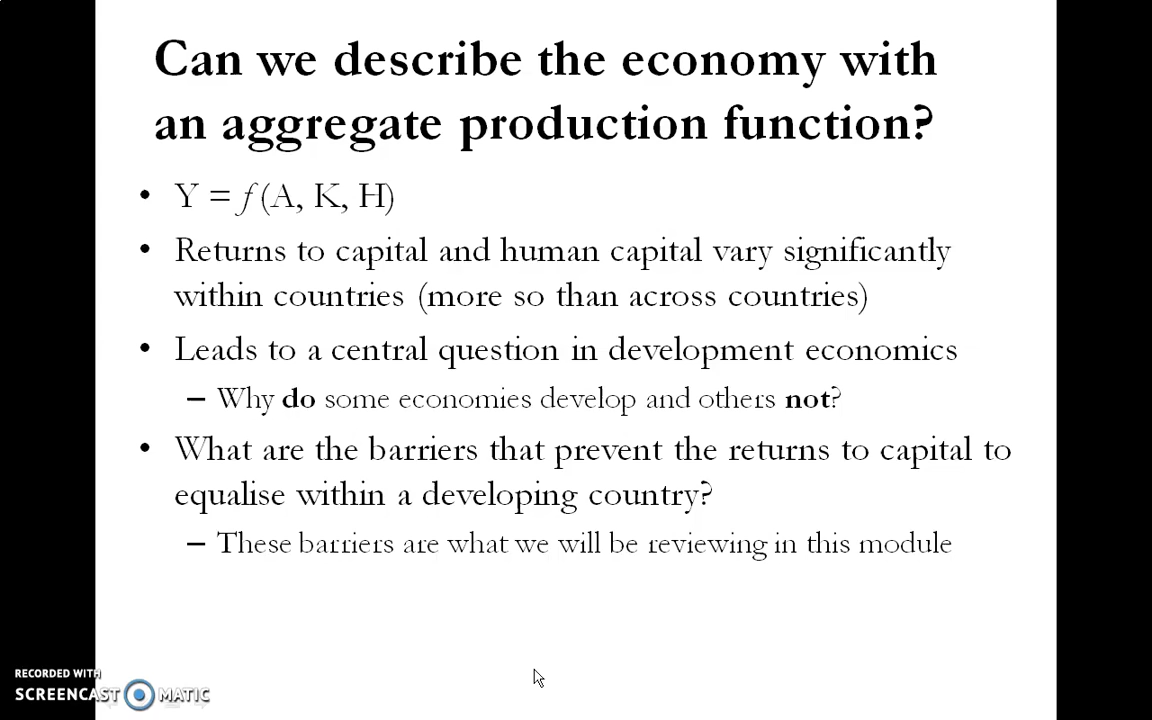 Can we describe the economy with
an aggregate production function?
• Y = f (A, K, H)
• Returns to capital and human capital vary significantly
within countries (more so than across countries)
• Leads to a central question in development economics
– Why do some economies develop and others not?
• What are the barriers that prevent the returns to capital to
equalise within a developing country?
– These barriers are what we will be reviewing in this module
RECORDED WITH
SCREENCAST MATIC